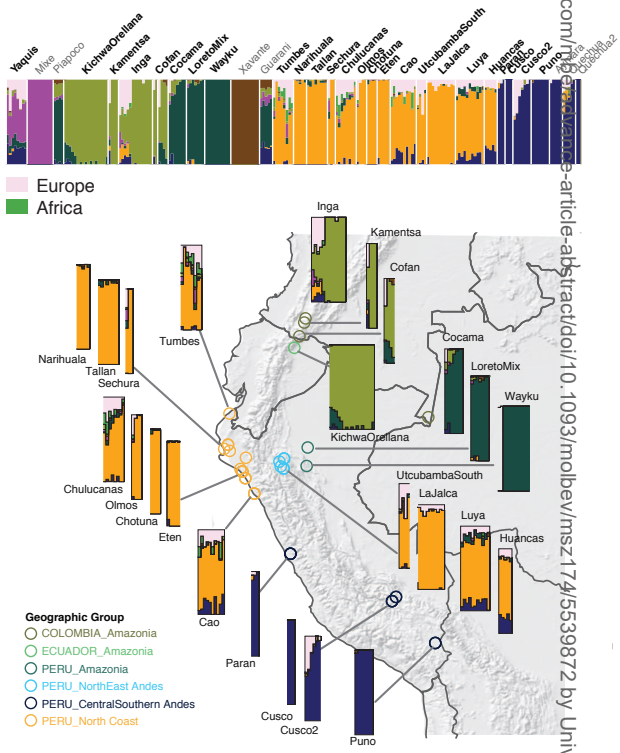 Yaquis
Mixe
Piapoco
KichwaOrellana
Kamentsa
Inga
Cofan
Cocama
LoretoMix
Wayku
Xavante
Guarani
Tumbes
Narihuala
Tallan
Sechura
Chulucanas
Olmos
Chotuna
Eten
Cao
UtcubambaSouth
LaJalca
Luya
Huancas
Paran
Cusco
Cusco2
Puno
Quechua2
Europe
Africa
Inga
Kamentsa
Cofan
Tumbes
Narihuala
Tallan
Sechura
Cocama
LoretoMix
Wayku
KichwaOrellana
Chulucanas
Olmos
Chotuna
Eten
UtcubambaSouth
LaJalca
Luya
Huancas
Cao
Paran
Cusco
Cusco2
Puno
Geographic Group
COLOMBIA_Amazonia
ECUADOR_Amazonia
PERU_Amazonia
PERU_NorthEast Andes
PERU_CentralSouthern Andes
PERU_North Coast
com/mbe/advance-article-abstract/doi/10.1093/molbev/msz174/5539872 by Univ